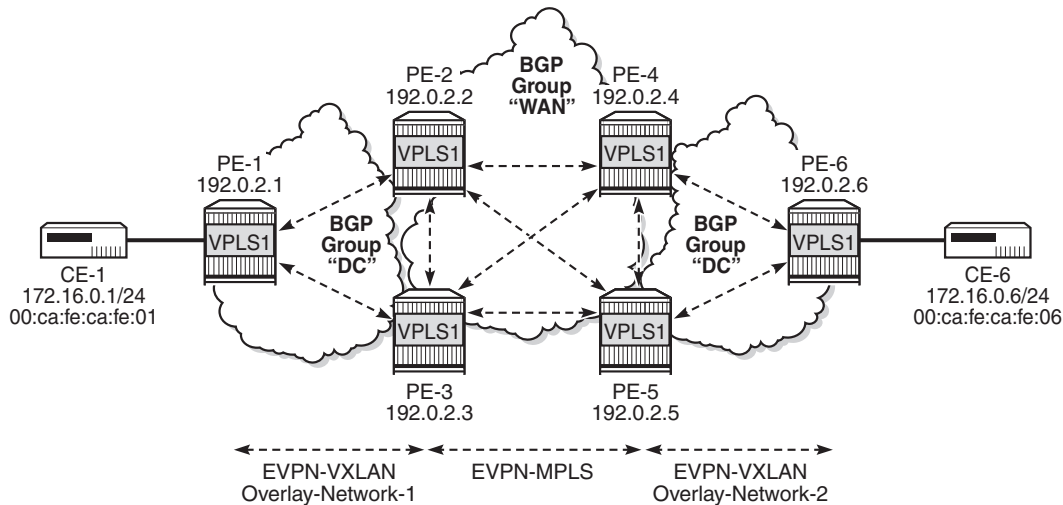 BGP
Group
“WAN”
PE-2
192.0.2.2
VPLS1
PE-4
192.0.2.4
VPLS1
PE-1
192.0.2.1
VPLS1
PE-6
192.0.2.6
VPLS1
BGP
Group
“DC”
BGP
Group
“DC”
CE-1
172.16.0.1/24
00:ca:fe:ca:fe:01
CE-6
172.16.0.6/24
00:ca:fe:ca:fe:06
VPLS1
PE-3
192.0.2.3
VPLS1
PE-5
192.0.2.5
EVPN-VXLAN
Overlay-Network-1
EVPN-MPLS
EVPN-VXLAN
Overlay-Network-2